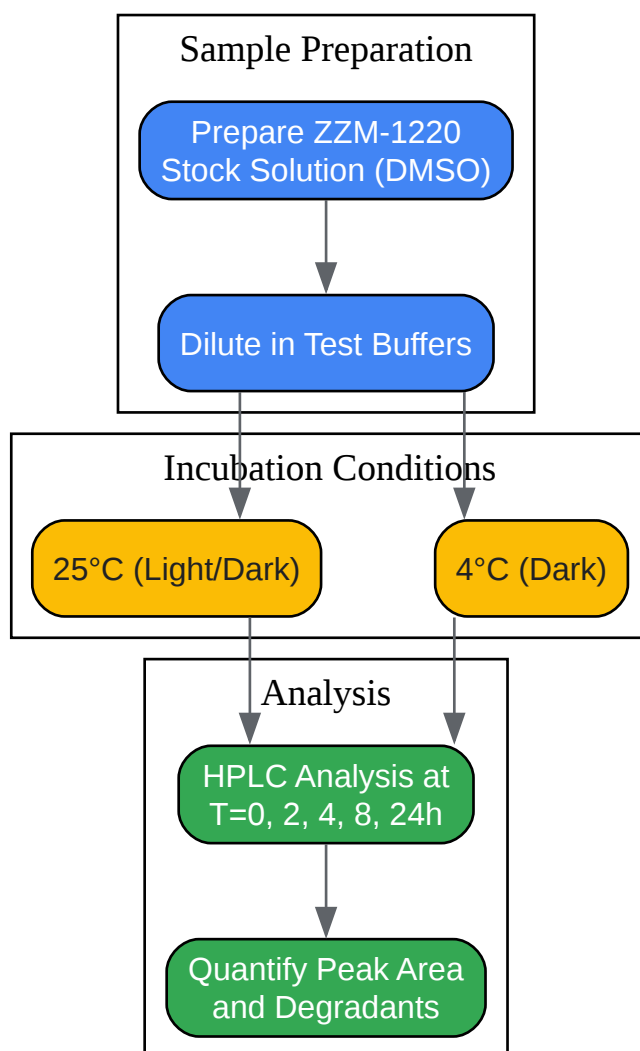 Sample Preparation
Prepare ZZM-1220
Stock Solution (DMSO)
Dilute in Test Buffers
Incubation Conditions
25°C (Light/Dark)
4°C (Dark)
Analysis
HPLC Analysis at
T=0, 2, 4, 8, 24h
Quantify Peak Area
and Degradants